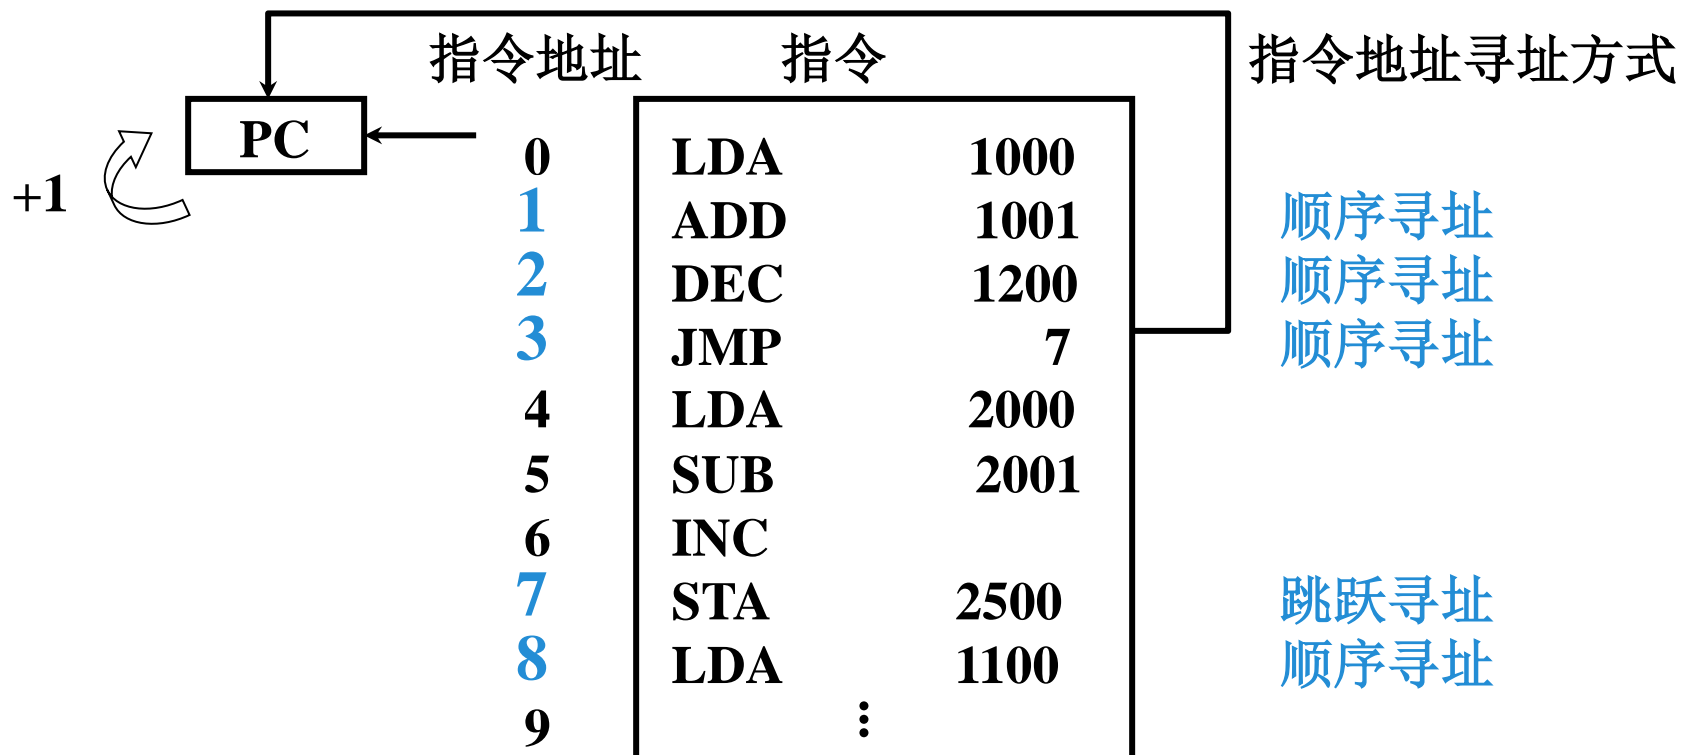 指令地址 指令 指令地址寻址方式
PC
+1
0 LDA 1000
1 ADD 1001 顺序寻址
2 DEC 1200 顺序寻址
3 JMP 7 顺序寻址
4 LDA 2000
5 SUB 2001
6 INC
7 STA 2500 跳跃寻址
8 LDA 1100 顺序寻址
9 ⋮